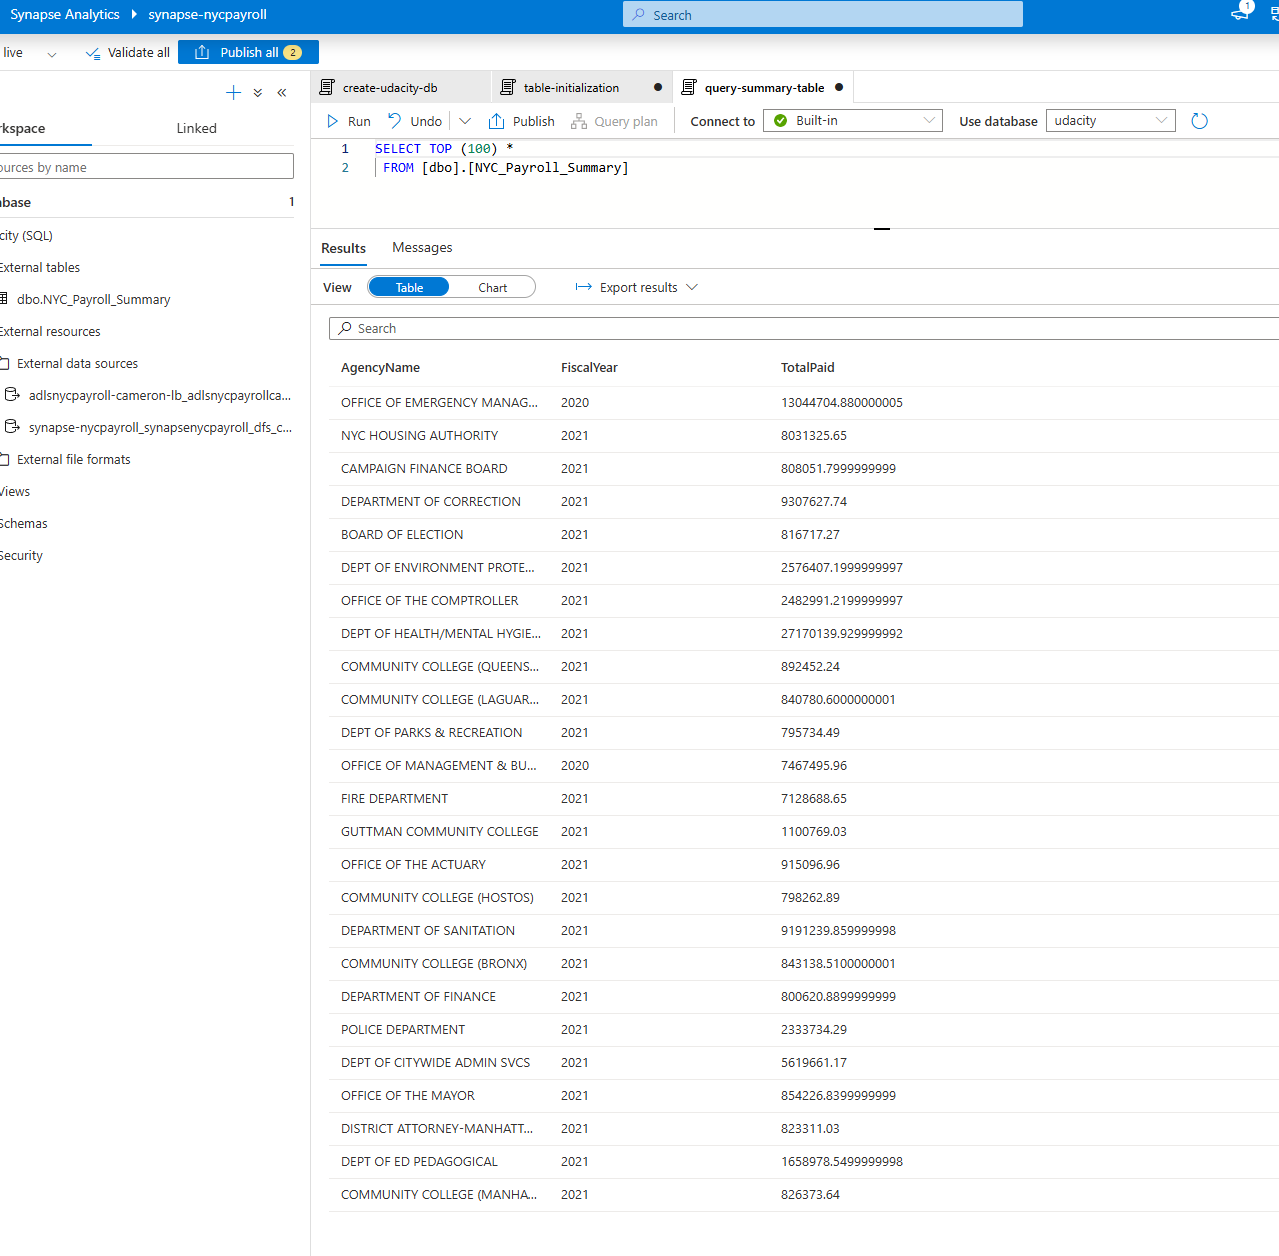 Synapse Analytics synapse-nycpayroll Search 1
live Validate all Publish all 2
create-udacity-db table-initialization query-summary-table
Run Undo Publish Query plan Connect to Built-in Use database udacity
rkspace Linked
ources by name
abase 1
city (SQL)
External tables
dbo.NYC_Payroll_Summary
External resources
External data sources
adlsnycpayroll-cameron-lb_adlsnycpayrollca...
synapse-nycpayroll_synapsenycpayroll_dfs_c...
External file formats
Views
Schemas
Security
1 SELECT TOP (100) *
2 FROM [dbo].[NYC_Payroll_Summary]
Results Messages
View Table Chart Export results
Search
AgencyName FiscalYear TotalPaid
OFFICE OF EMERGENCY MANAG... 2020 13044704.880000005
NYC HOUSING AUTHORITY 2021 8031325.65
CAMPAIGN FINANCE BOARD 2021 808051.7999999999
DEPARTMENT OF CORRECTION 2021 9307627.74
BOARD OF ELECTION 2021 816717.27
DEPT OF ENVIRONMENT PROTE... 2021 2576407.1999999997
OFFICE OF THE COMPTROLLER 2021 2482991.2199999997
DEPT OF HEALTH/MENTAL HYGIE... 2021 27170139.929999992
COMMUNITY COLLEGE (QUEENS... 2021 892452.24
COMMUNITY COLLEGE (LAGUAR... 2021 840780.6000000001
DEPT OF PARKS & RECREATION 2021 795734.49
OFFICE OF MANAGEMENT & BU... 2020 7467495.96
FIRE DEPARTMENT 2021 7128688.65
GUTTMAN COMMUNITY COLLEGE 2021 1100769.03
OFFICE OF THE ACTUARY 2021 915096.96
COMMUNITY COLLEGE (HOSTOS) 2021 798262.89
DEPARTMENT OF SANITATION 2021 9191239.859999998
COMMUNITY COLLEGE (BRONX) 2021 843138.5100000001
DEPARTMENT OF FINANCE 2021 800620.8899999999
POLICE DEPARTMENT 2021 2333734.29
DEPT OF CITYWIDE ADMIN SVCS 2021 5619661.17
OFFICE OF THE MAYOR 2021 854226.8399999999
DISTRICT ATTORNEY-MANHATT... 2021 823311.03
DEPT OF ED PEDAGOGICAL 2021 1658978.5499999998
COMMUNITY COLLEGE (MANHA... 2021 826373.64